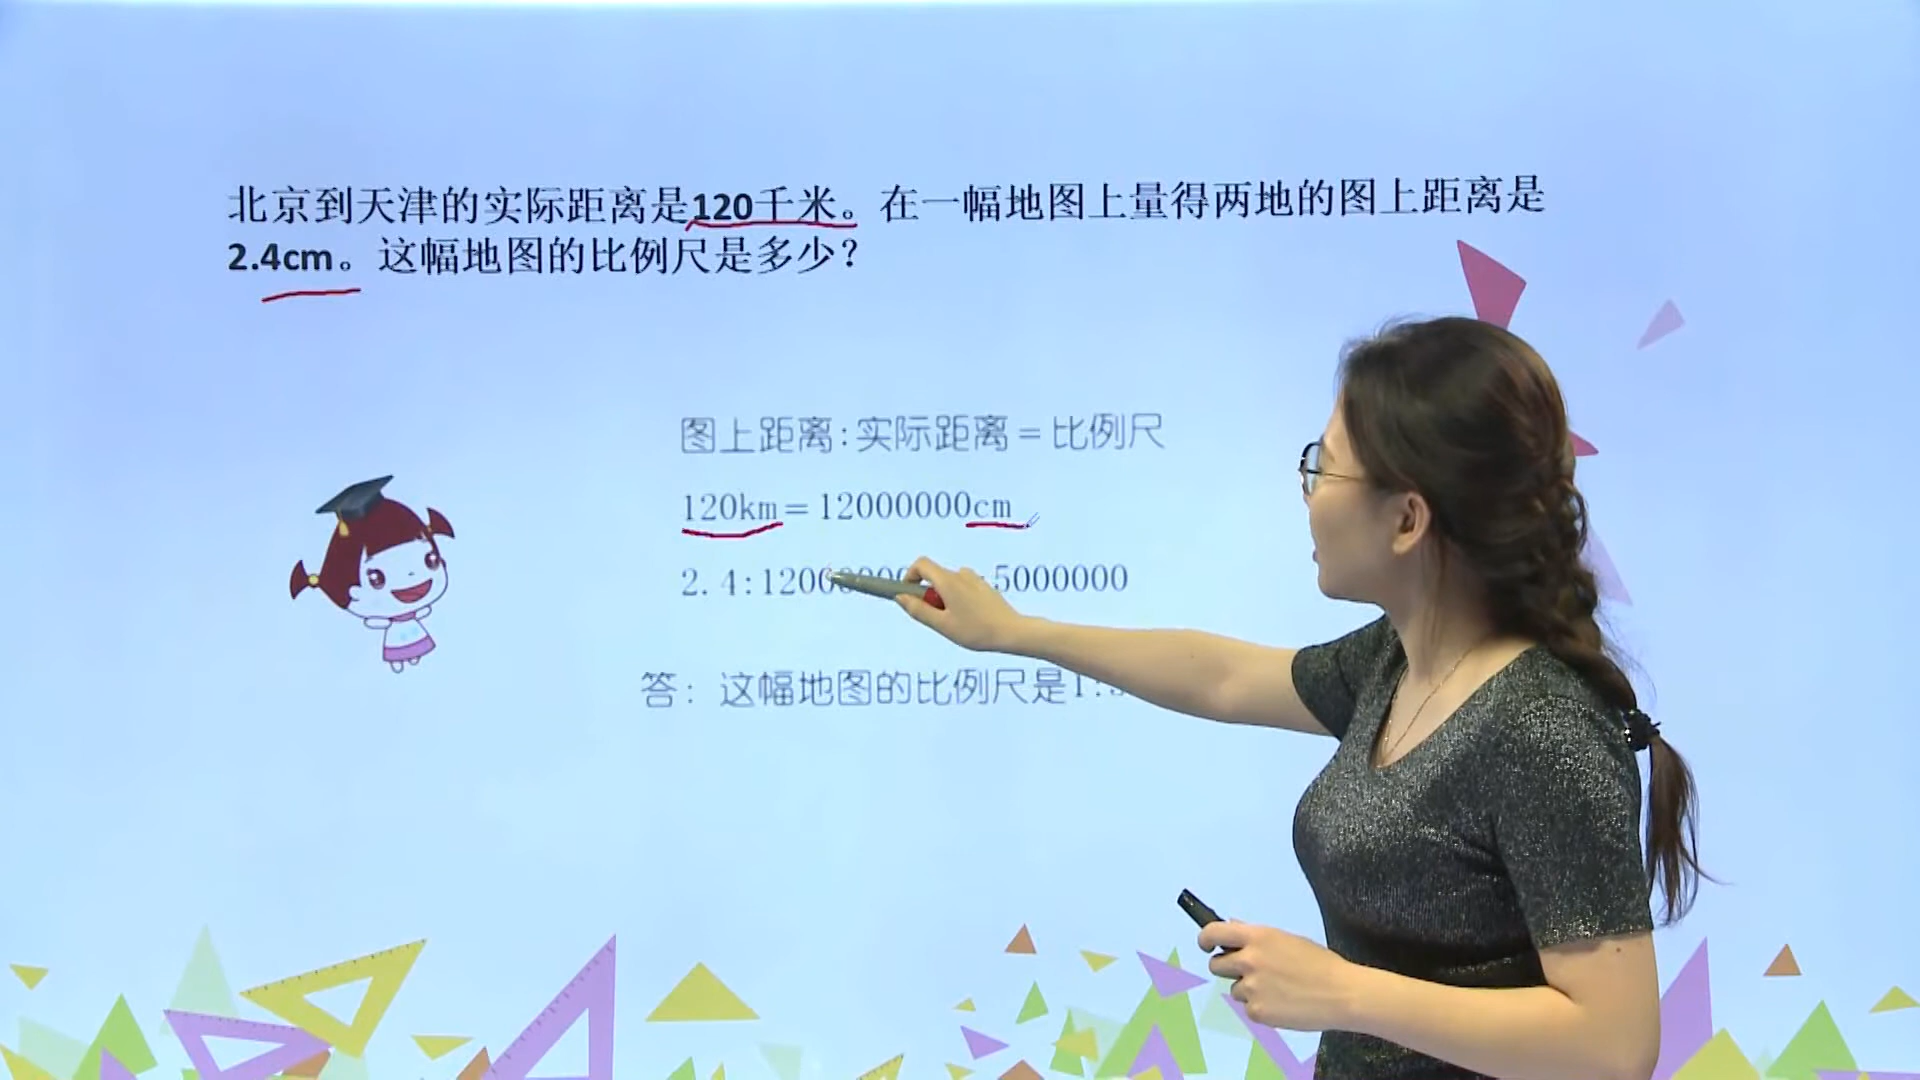 北京到天津的实际距离是120千米。在一幅地图上量得两地的图上距离是
2.4cm。这幅地图的比例尺是多少？
图上距离:实际距离=比例尺
120km=12000000cm
2.4:1200 :5000000
答：这幅地图的比例尺是1: